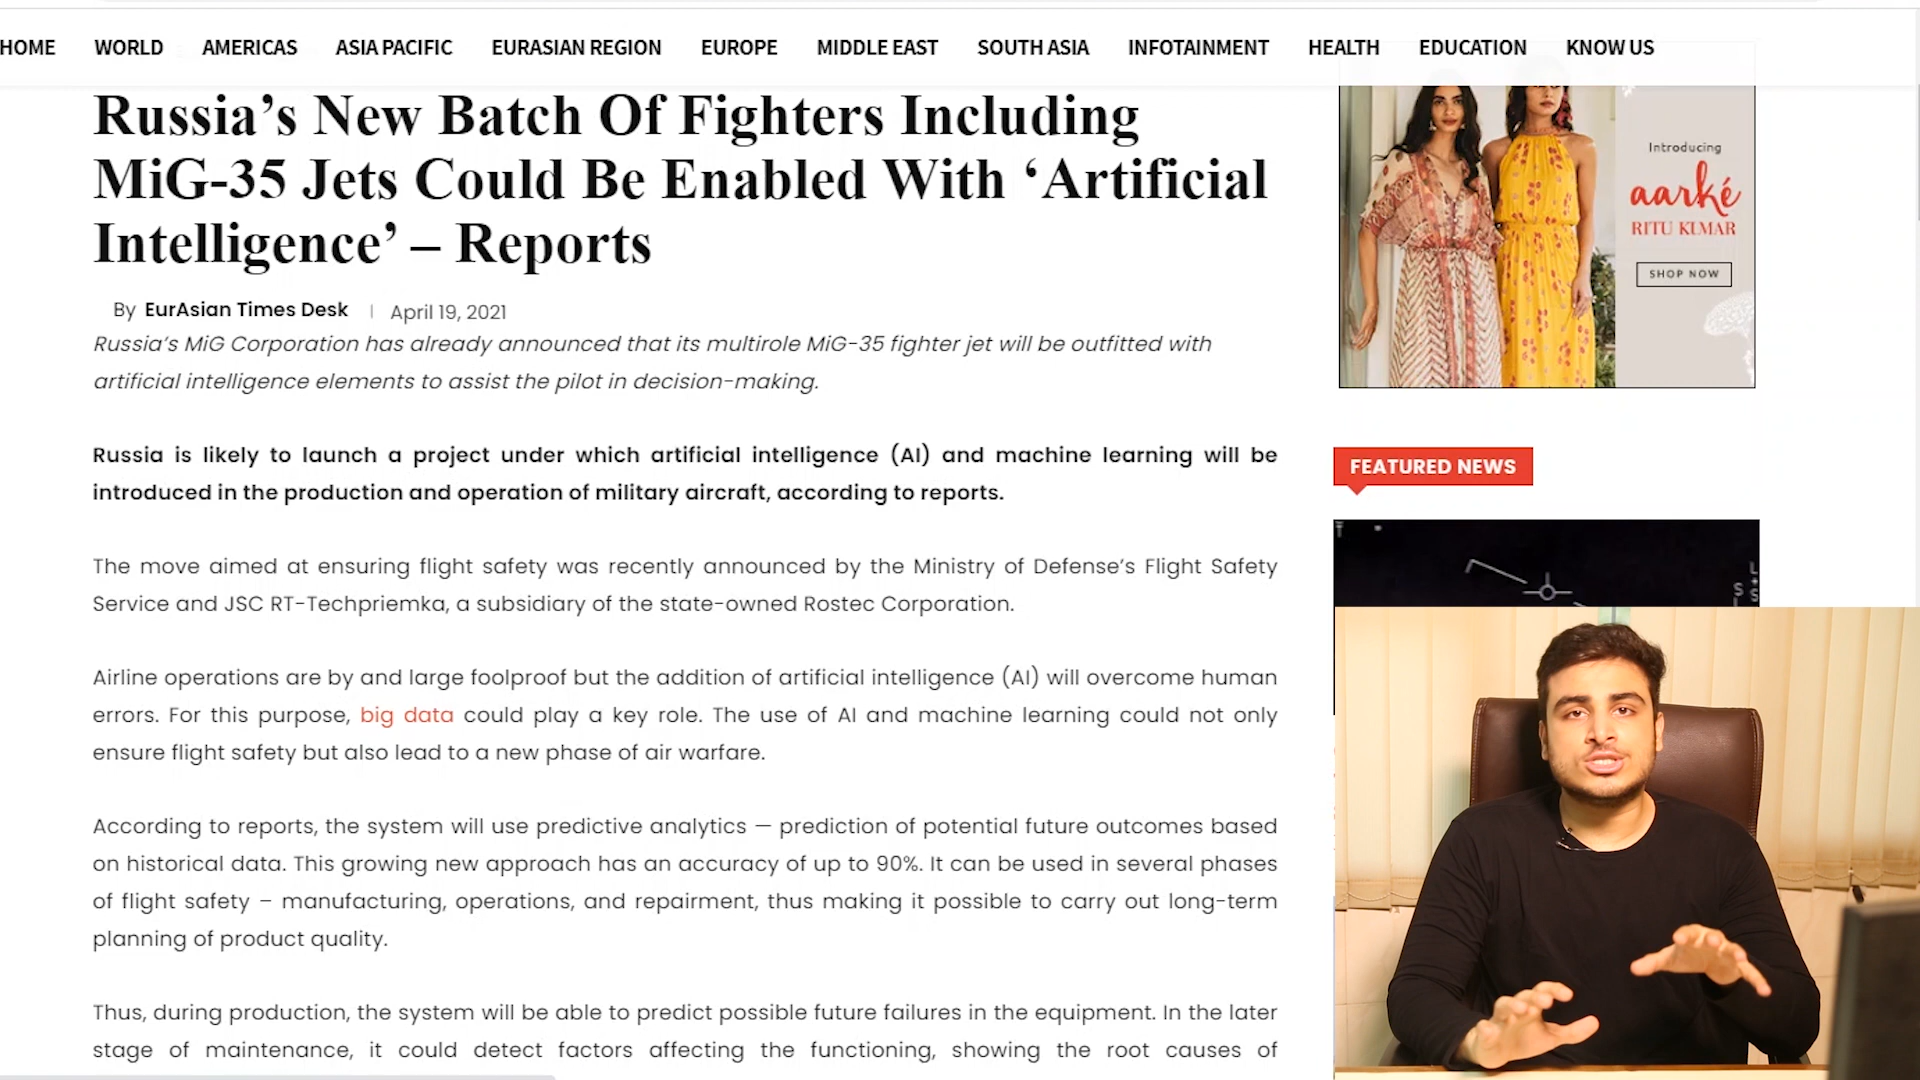 HOME WORLD AMERICAS ASIA PACIFIC EURASIAN REGION EUROPE MIDDLE EAST SOUTH ASIA INFOTAINMENT HEALTH EDUCATION KNOW US
Russia’s New Batch Of Fighters Including
MiG-35 Jets Could Be Enabled With ‘Artificial
Intelligence’ – Reports
By EurAsian Times Desk | April 19, 2021
Russia’s MiG Corporation has already announced that its multirole MiG-35 fighter jet will be outfitted with
artificial intelligence elements to assist the pilot in decision-making.
Russia is likely to launch a project under which artificial intelligence (AI) and machine learning will be
introduced in the production and operation of military aircraft, according to reports.
The move aimed at ensuring flight safety was recently announced by the Ministry of Defense’s Flight Safety
Service and JSC RT-Techpriemka, a subsidiary of the state-owned Rostec Corporation.
Airline operations are by and large foolproof but the addition of artificial intelligence (AI) will overcome human
errors. For this purpose, big data could play a key role. The use of AI and machine learning could not only
ensure flight safety but also lead to a new phase of air warfare.
According to reports, the system will use predictive analytics — prediction of potential future outcomes based
on historical data. This growing new approach has an accuracy of up to 90%. It can be used in several phases
of flight safety – manufacturing, operations, and repairment, thus making it possible to carry out long-term
planning of product quality.
Thus, during production, the system will be able to predict possible future failures in the equipment. In the later
stage of maintenance, it could detect factors affecting the functioning, showing the root causes of
Introducing
aarké
RITU KUMAR
SHOP NOW
FEATURED NEWS